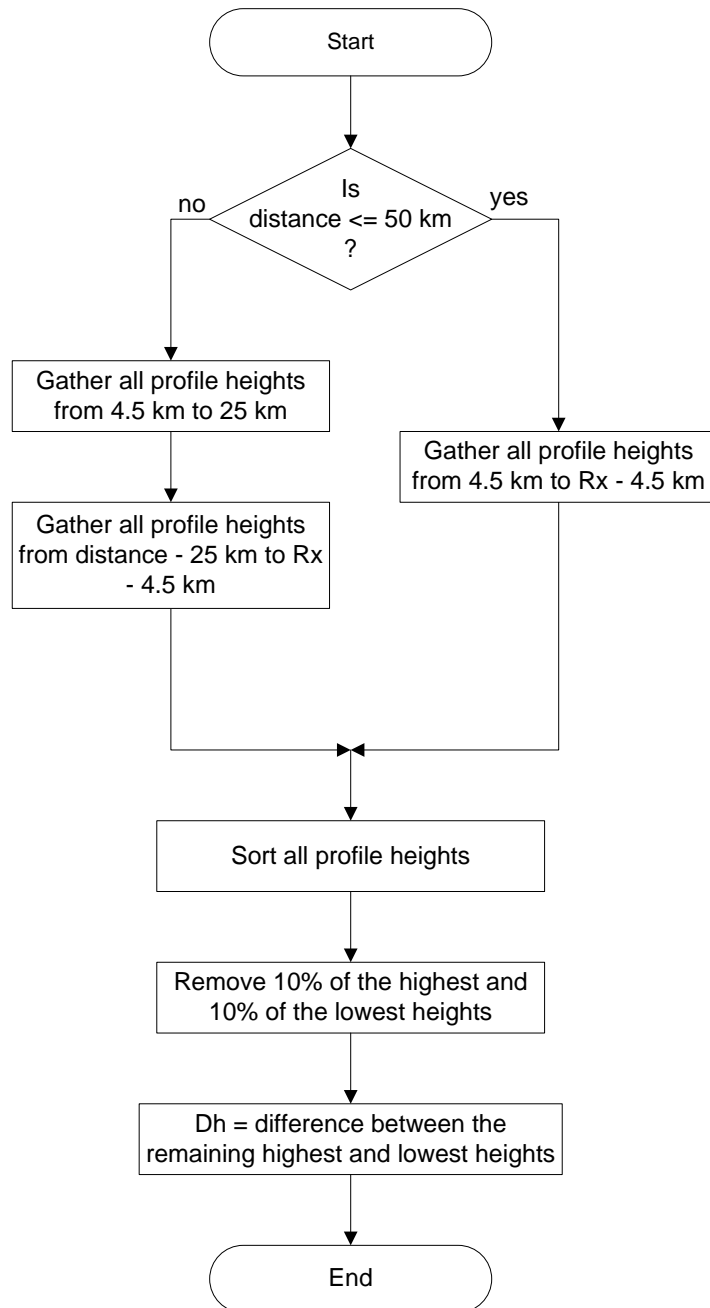 Start
Is
distance <= 50 km
?
no
yes
Gather all profile heights
from 4.5 km to 25 km
Gather all profile heights
from 4.5 km to Rx - 4.5 km
Gather all profile heights
from distance - 25 km to Rx
- 4.5 km
Sort all profile heights
Remove 10% of the highest and
10% of the lowest heights
Dh = difference between the
remaining highest and lowest heights
End